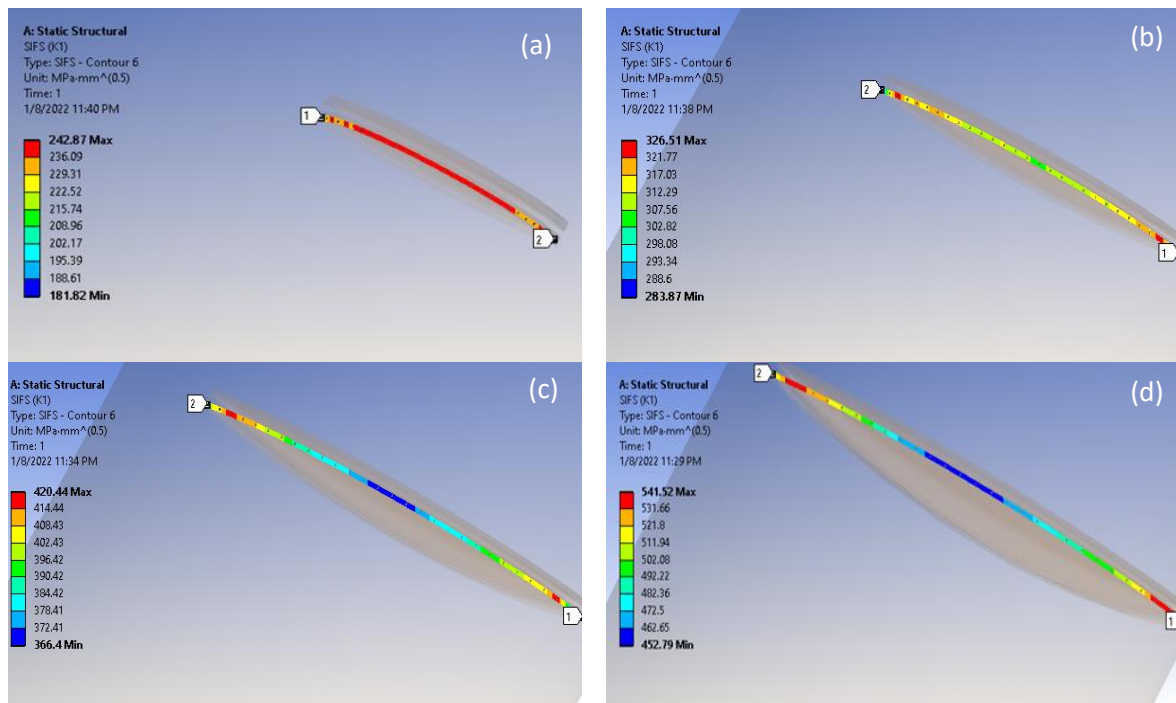 A: Static Structural
SIFS (K1)
Type: SIFS - Contour 6
Unit: MPa·mm^(0.5)
Time: 1
1/8/2022 11:40 PM
242.87 Max
236.09
229.31
222.52
215.74
208.96
202.17
195.39
188.61
181.82 Min
(a)
1
2
A: Static Structural
SIFS (K1)
Type: SIFS - Contour 6
Unit: MPa·mm^(0.5)
Time: 1
1/8/2022 11:38 PM
326.51 Max
321.77
317.03
312.29
307.56
302.82
298.08
293.34
288.6
283.87 Min
(b)
2
1
A: Static Structural
SIFS (K1)
Type: SIFS - Contour 6
Unit: MPa·mm^(0.5)
Time: 1
1/8/2022 11:34 PM
420.44 Max
414.44
408.43
402.43
396.42
390.42
384.42
378.41
372.41
366.4 Min
(c)
2
1
A: Static Structural
SIFS (K1)
Type: SIFS - Contour 6
Unit: MPa·mm^(0.5)
Time: 1
1/8/2022 11:29 PM
541.52 Max
531.66
521.8
511.94
502.08
492.22
482.36
472.5
462.65
452.79 Min
(d)
2
1